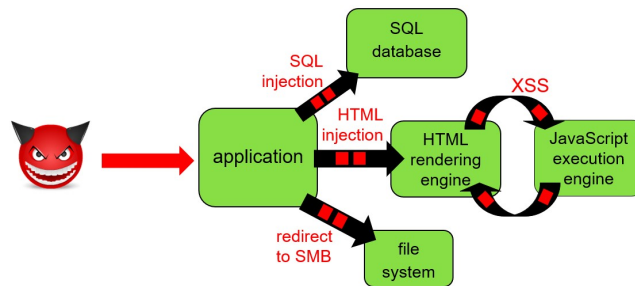 SQL
database
SQL
injection
XSS
HTML
injection
application
HTML
rendering
engine
JavaScript
execution
engine
redirect
to SMB
file
system